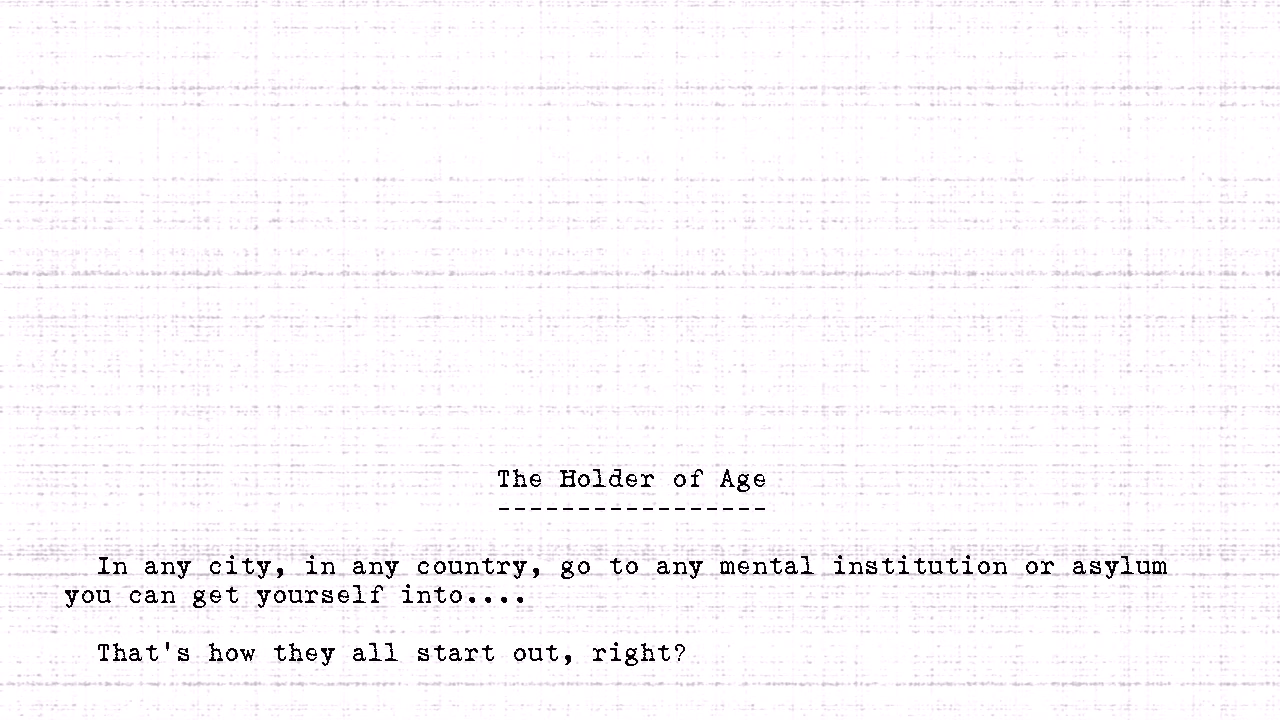 The Holder of Age
-----------------
In any city, in any country, go to any mental institution or asylum
you can get yourself into....
That's how they all start out, right?